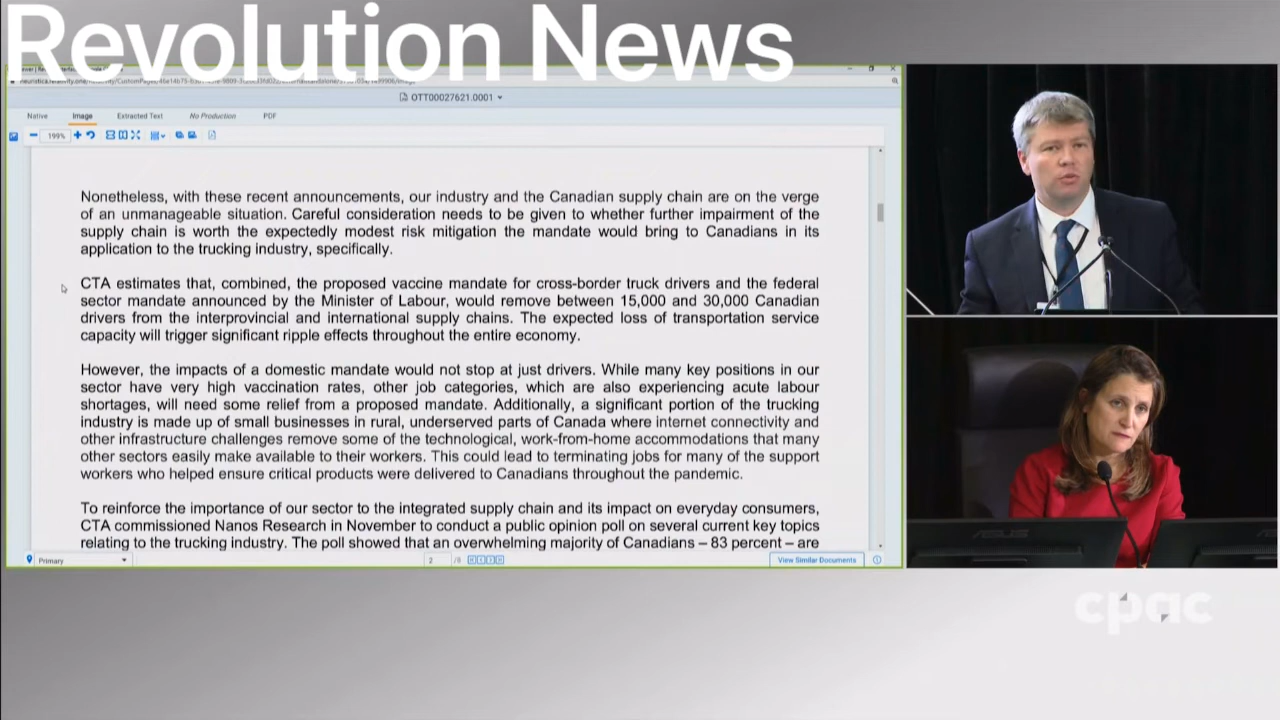 Revolution News
OTT00027621.0001
Native Image Extracted Text No Production PDF
199%
Nonetheless, with these recent announcements, our industry and the Canadian supply chain are on the verge
of an unmanageable situation. Careful consideration needs to be given to whether further impairment of the
supply chain is worth the expectedly modest risk mitigation the mandate would bring to Canadians in its
application to the trucking industry, specifically.
CTA estimates that, combined, the proposed vaccine mandate for cross-border truck drivers and the federal
sector mandate announced by the Minister of Labour, would remove between 15,000 and 30,000 Canadian
drivers from the interprovincial and international supply chains. The expected loss of transportation service
capacity will trigger significant ripple effects throughout the entire economy.
However, the impacts of a domestic mandate would not stop at just drivers. While many key positions in our
sector have very high vaccination rates, other job categories, which are also experiencing acute labour
shortages, will need some relief from a proposed mandate. Additionally, a significant portion of the trucking
industry is made up of small businesses in rural, underserved parts of Canada where internet connectivity and
other infrastructure challenges remove some of the technological, work-from-home accommodations that many
other sectors easily make available to their workers. This could lead to terminating jobs for many of the support
workers who helped ensure critical products were delivered to Canadians throughout the pandemic.
To reinforce the importance of our sector to the integrated supply chain and its impact on everyday consumers,
CTA commissioned Nanos Research in November to conduct a public opinion poll on several current key topics
relating to the trucking industry. The poll showed that an overwhelming majority of Canadians – 83 percent – are
Primary 2 /8 View Similar Documents
ASUS
cpac